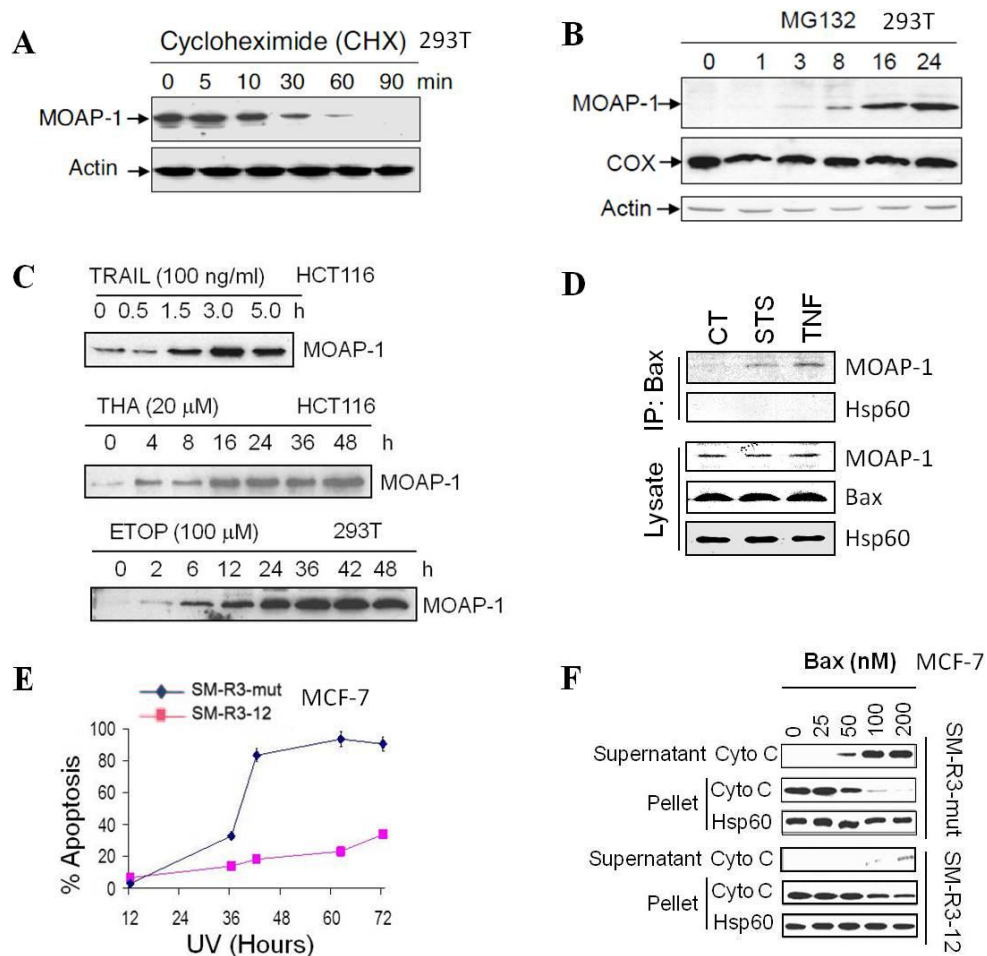 A
Cycloheximide (CHX) 293T
0 5 10 30 60 90 min
MOAP-1
Actin
B
MG132 293T
0 1 3 8 16 24
MOAP-1
COX
Actin
C
TRAIL (100 ng/ml) HCT116
0 0.5 1.5 3.0 5.0 h
MOAP-1
THA (20 μM) HCT116
0 4 8 16 24 36 48 h
MOAP-1
ETOP (100 μM) 293T
0 2 6 12 24 36 42 48 h
MOAP-1
D
CT STS TNF
IP: Bax
MOAP-1
Hsp60
Lysate
MOAP-1
Bax
Hsp60
E
SM-R3-mut MCF-7
SM-R3-12
% Apoptosis
100
80
60
40
20
0
12 24 36 48 60 72
UV (Hours)
F
Bax (nM) MCF-7
0 25 50 100 200
Supernatant Cyto C
Pellet Cyto C
Hsp60
SM-R3-mut
Supernatant Cyto C
Pellet Cyto C
Hsp60
SM-R3-12